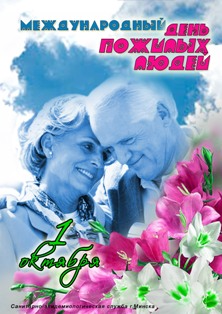 МЕЖДУНАРОДНЫЙ ДЕНЬ
ПОЖИЛЫХ
ЛЮДЕЙ
1
октября
Санитарно-эпидемиологическая служба г.Минска